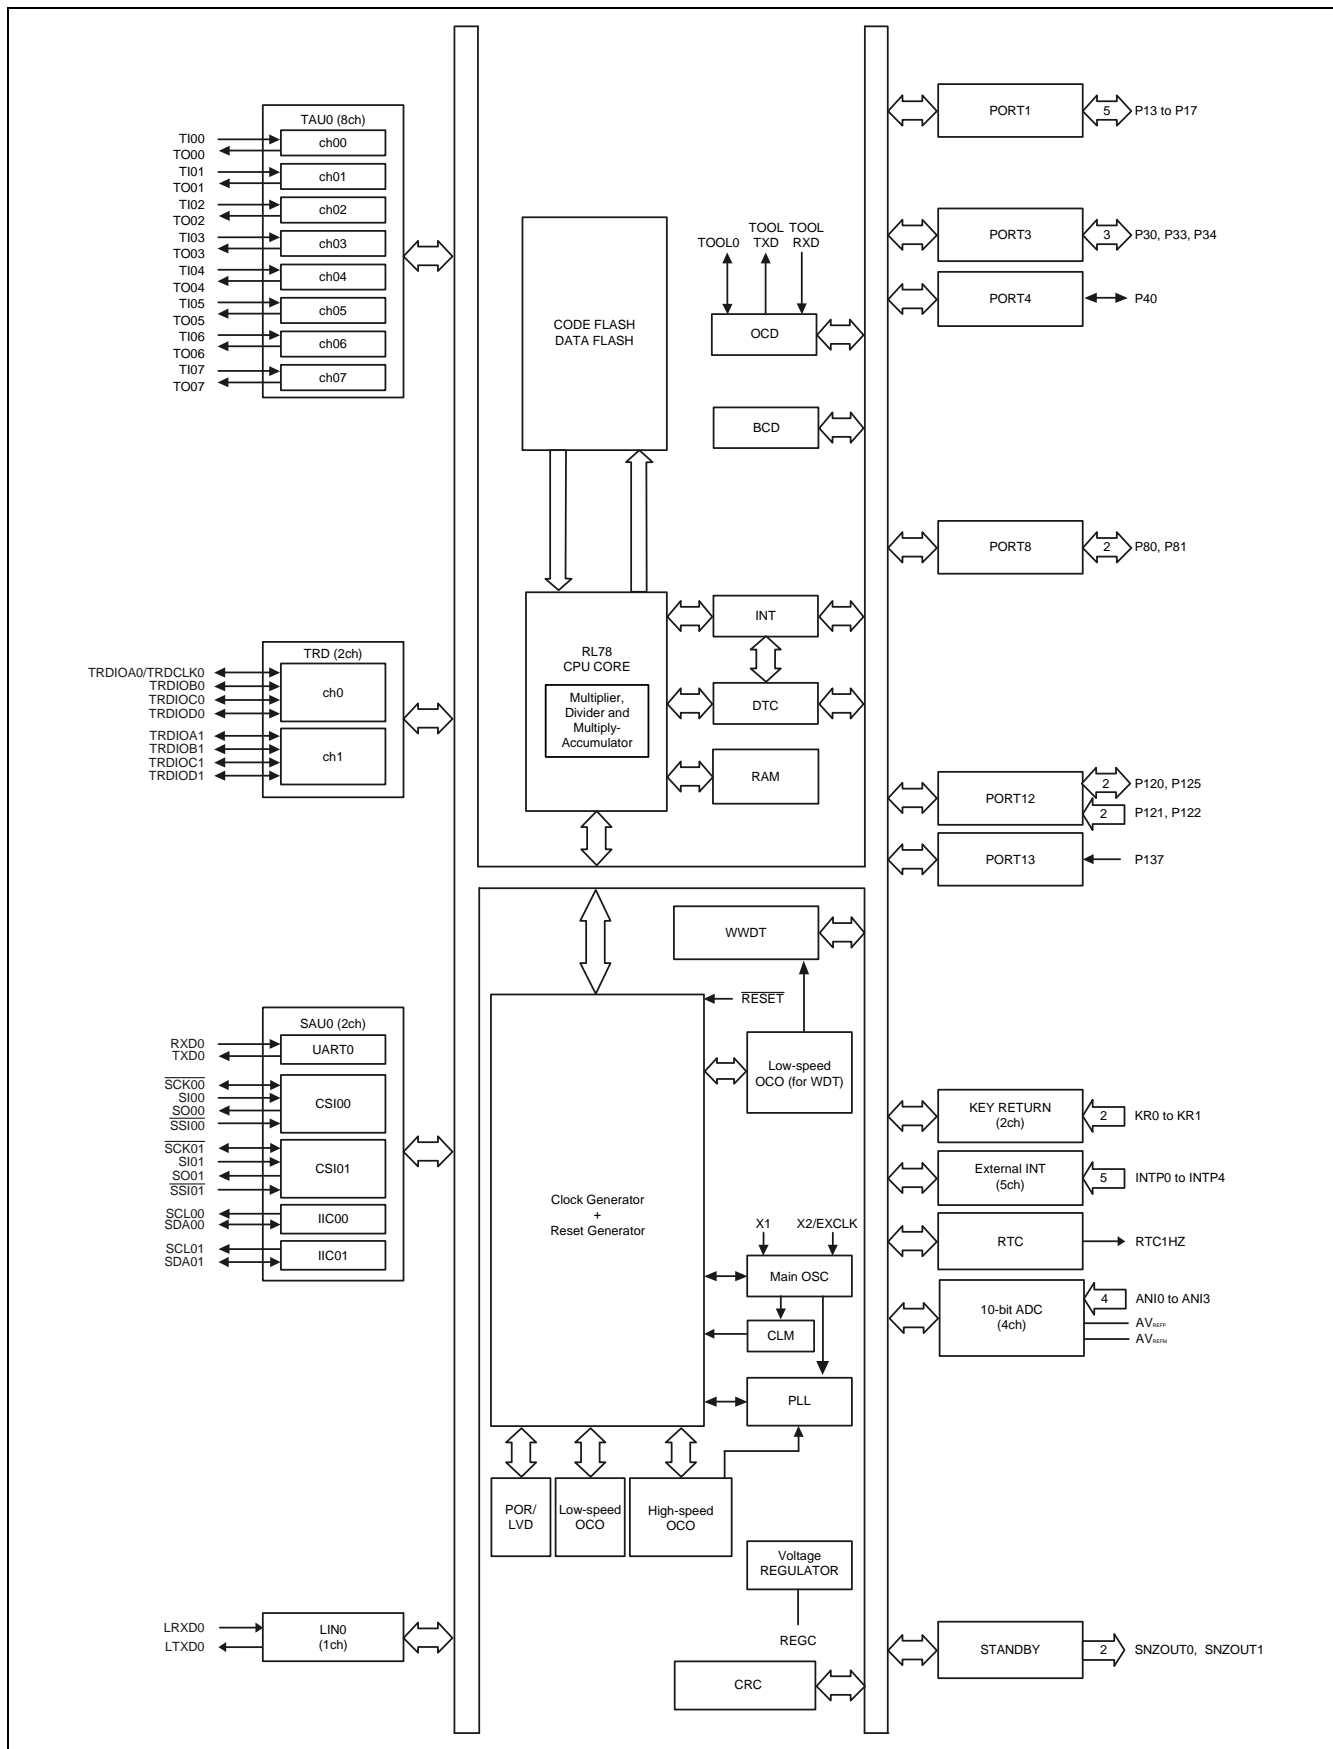 TAU0 (8ch)
TI00
TO00
ch00
TI01
TO01
ch01
TI02
TO02
ch02
TI03
TO03
ch03
TI04
TO04
ch04
TI05
TO05
ch05
TI06
TO06
ch06
TI07
TO07
ch07
TRD (2ch)
TRDIOA0/TRDCLK0
TRDIOB0
TRDIOC0
TRDIOD0
ch0
TRDIOA1
TRDIOB1
TRDIOC1
TRDIOD1
ch1
SAU0 (2ch)
RXD0
TXD0
UART0
SCK00
SI00
SO00
SSI00
CSI00
SCK01
SI01
SO01
SSI01
CSI01
SCL00
SDA00
IIC00
SCL01
SDA01
IIC01
LRXD0
LTXD0
LIN0
(1ch)
CODE FLASH
DATA FLASH
TOOL0
TOOL
TXD
TOOL
RXD
OCD
BCD
RL78
CPU CORE
Multiplier,
Divider and
Multiply-
Accumulator
INT
DTC
RAM
WWDT
RESET
Low-speed
OCO (for WDT)
Clock Generator
+
Reset Generator
X1
X2/EXCLK
Main OSC
CLM
PLL
POR/
LVD
Low-speed
OCO
High-speed
OCO
Voltage
REGULATOR
REGC
CRC
PORT1
5
P13 to P17
PORT3
3
P30, P33, P34
PORT4
P40
PORT8
2
P80, P81
PORT12
2
P120, P125
2
P121, P122
PORT13
P137
KEY RETURN
(2ch)
2
KR0 to KR1
External INT
(5ch)
5
INTP0 to INTP4
RTC
RTC1HZ
10-bit ADC
(4ch)
4
ANI0 to ANI3
AVREFP
AVREFM
STANDBY
2
SNZOUT0, SNZOUT1